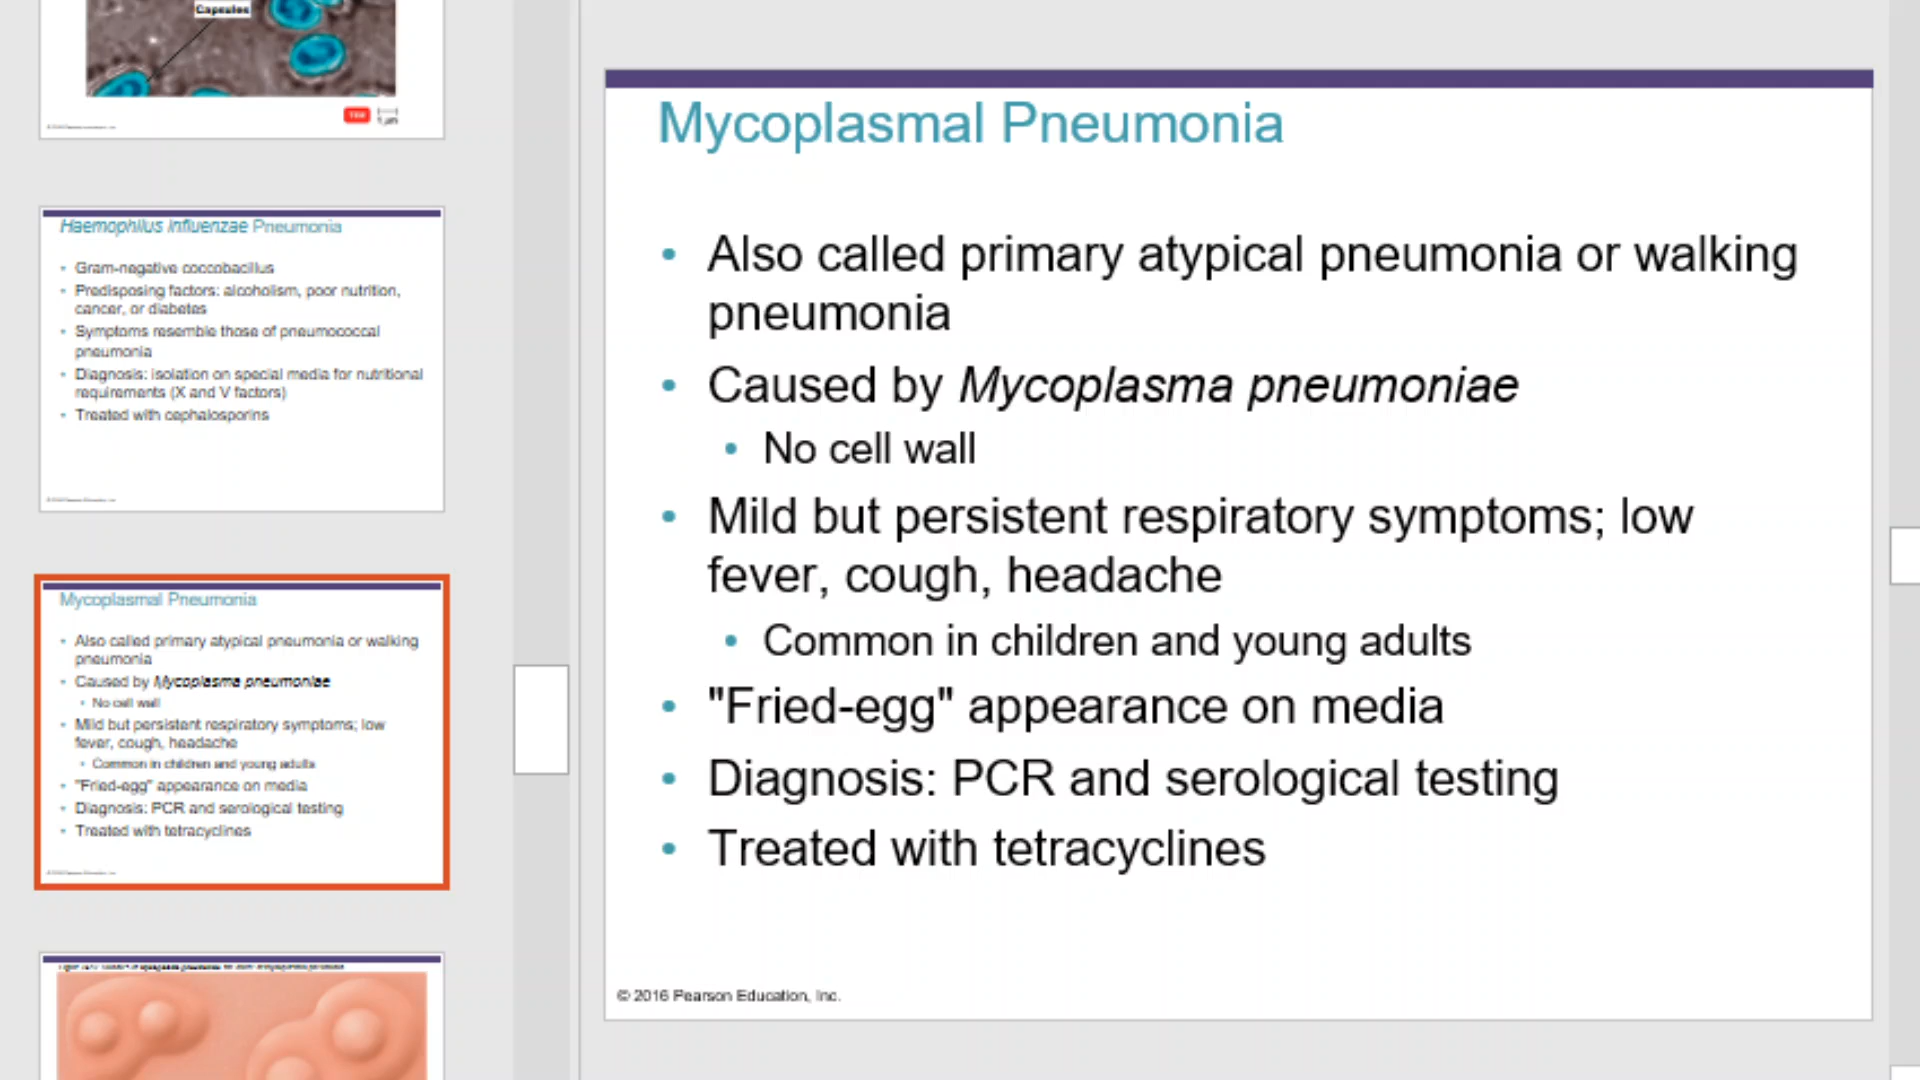 Capsules
Haemophilus influenzae Pneumonia
• Gram-negative coccobacillus
• Predisposing factors: alcoholism, poor nutrition,
cancer, or diabetes
• Symptoms resemble those of pneumococcal
pneumonia
• Diagnosis: isolation on special media for nutritional
requirements (X and V factors)
• Treated with cephalosporins
Mycoplasmal Pneumonia
• Also called primary atypical pneumonia or walking
pneumonia
• Caused by Mycoplasma pneumoniae
• No cell wall
• Mild but persistent respiratory symptoms; low
fever, cough, headache
• Common in children and young adults
• "Fried-egg" appearance on media
• Diagnosis: PCR and serological testing
• Treated with tetracyclines
Mycoplasmal Pneumonia
• Also called primary atypical pneumonia or walking
pneumonia
• Caused by Mycoplasma pneumoniae
• No cell wall
• Mild but persistent respiratory symptoms; low
fever, cough, headache
• Common in children and young adults
• "Fried-egg" appearance on media
• Diagnosis: PCR and serological testing
• Treated with tetracyclines
© 2016 Pearson Education, Inc.